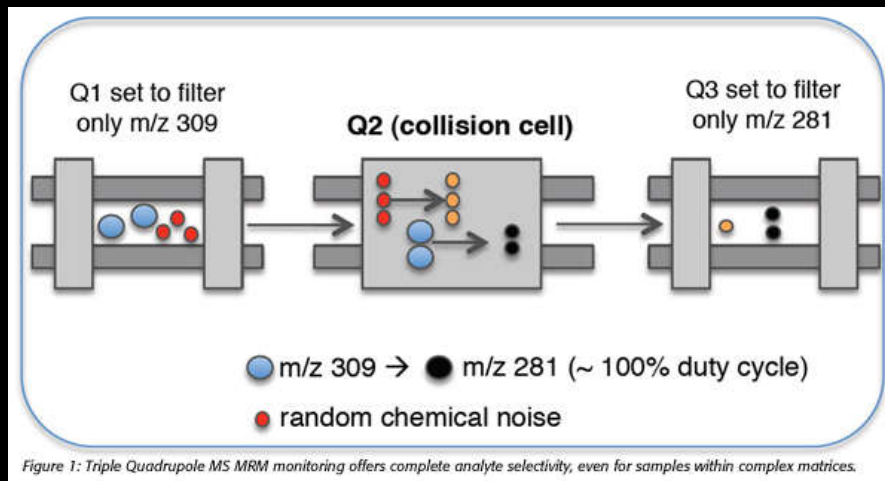 Q1 set to filter
only m/z 309
Q2 (collision cell)
Q3 set to filter
only m/z 281
m/z 309 → m/z 281 (~ 100% duty cycle)
random chemical noise
Figure 1: Triple Quadrupole MS MRM monitoring offers complete analyte selectivity, even for samples within complex matrices.